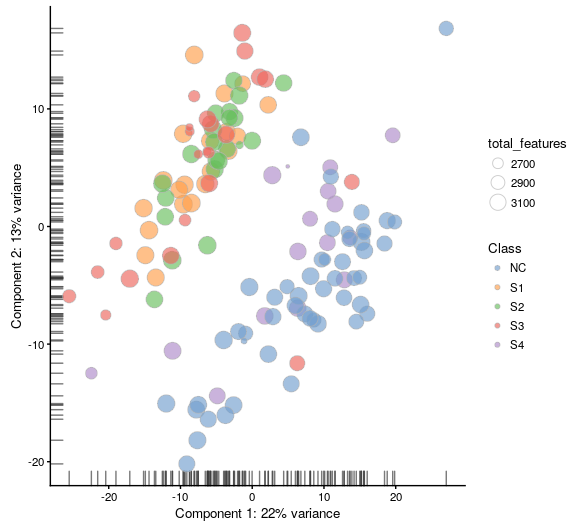 10
0
-10
-20
Component 2: 13% variance
-20
-10
0
10
20
Component 1: 22% variance
total_features
2700
2900
3100
Class
NC
S1
S2
S3
S4